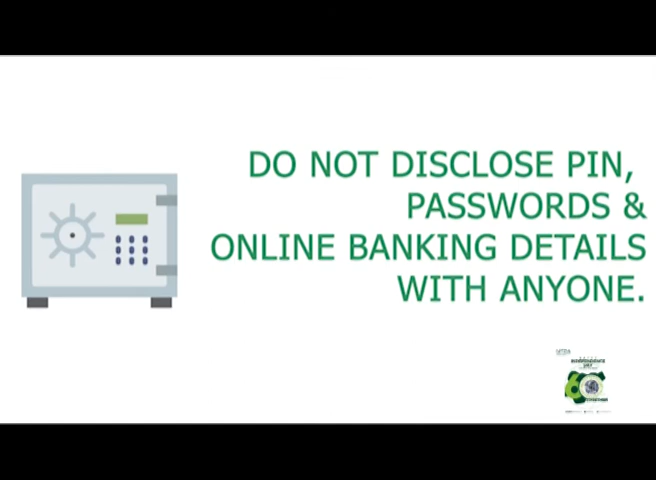 DO NOT DISCLOSE PIN,
PASSWORDS &
ONLINE BANKING DETAILS
WITH ANYONE.